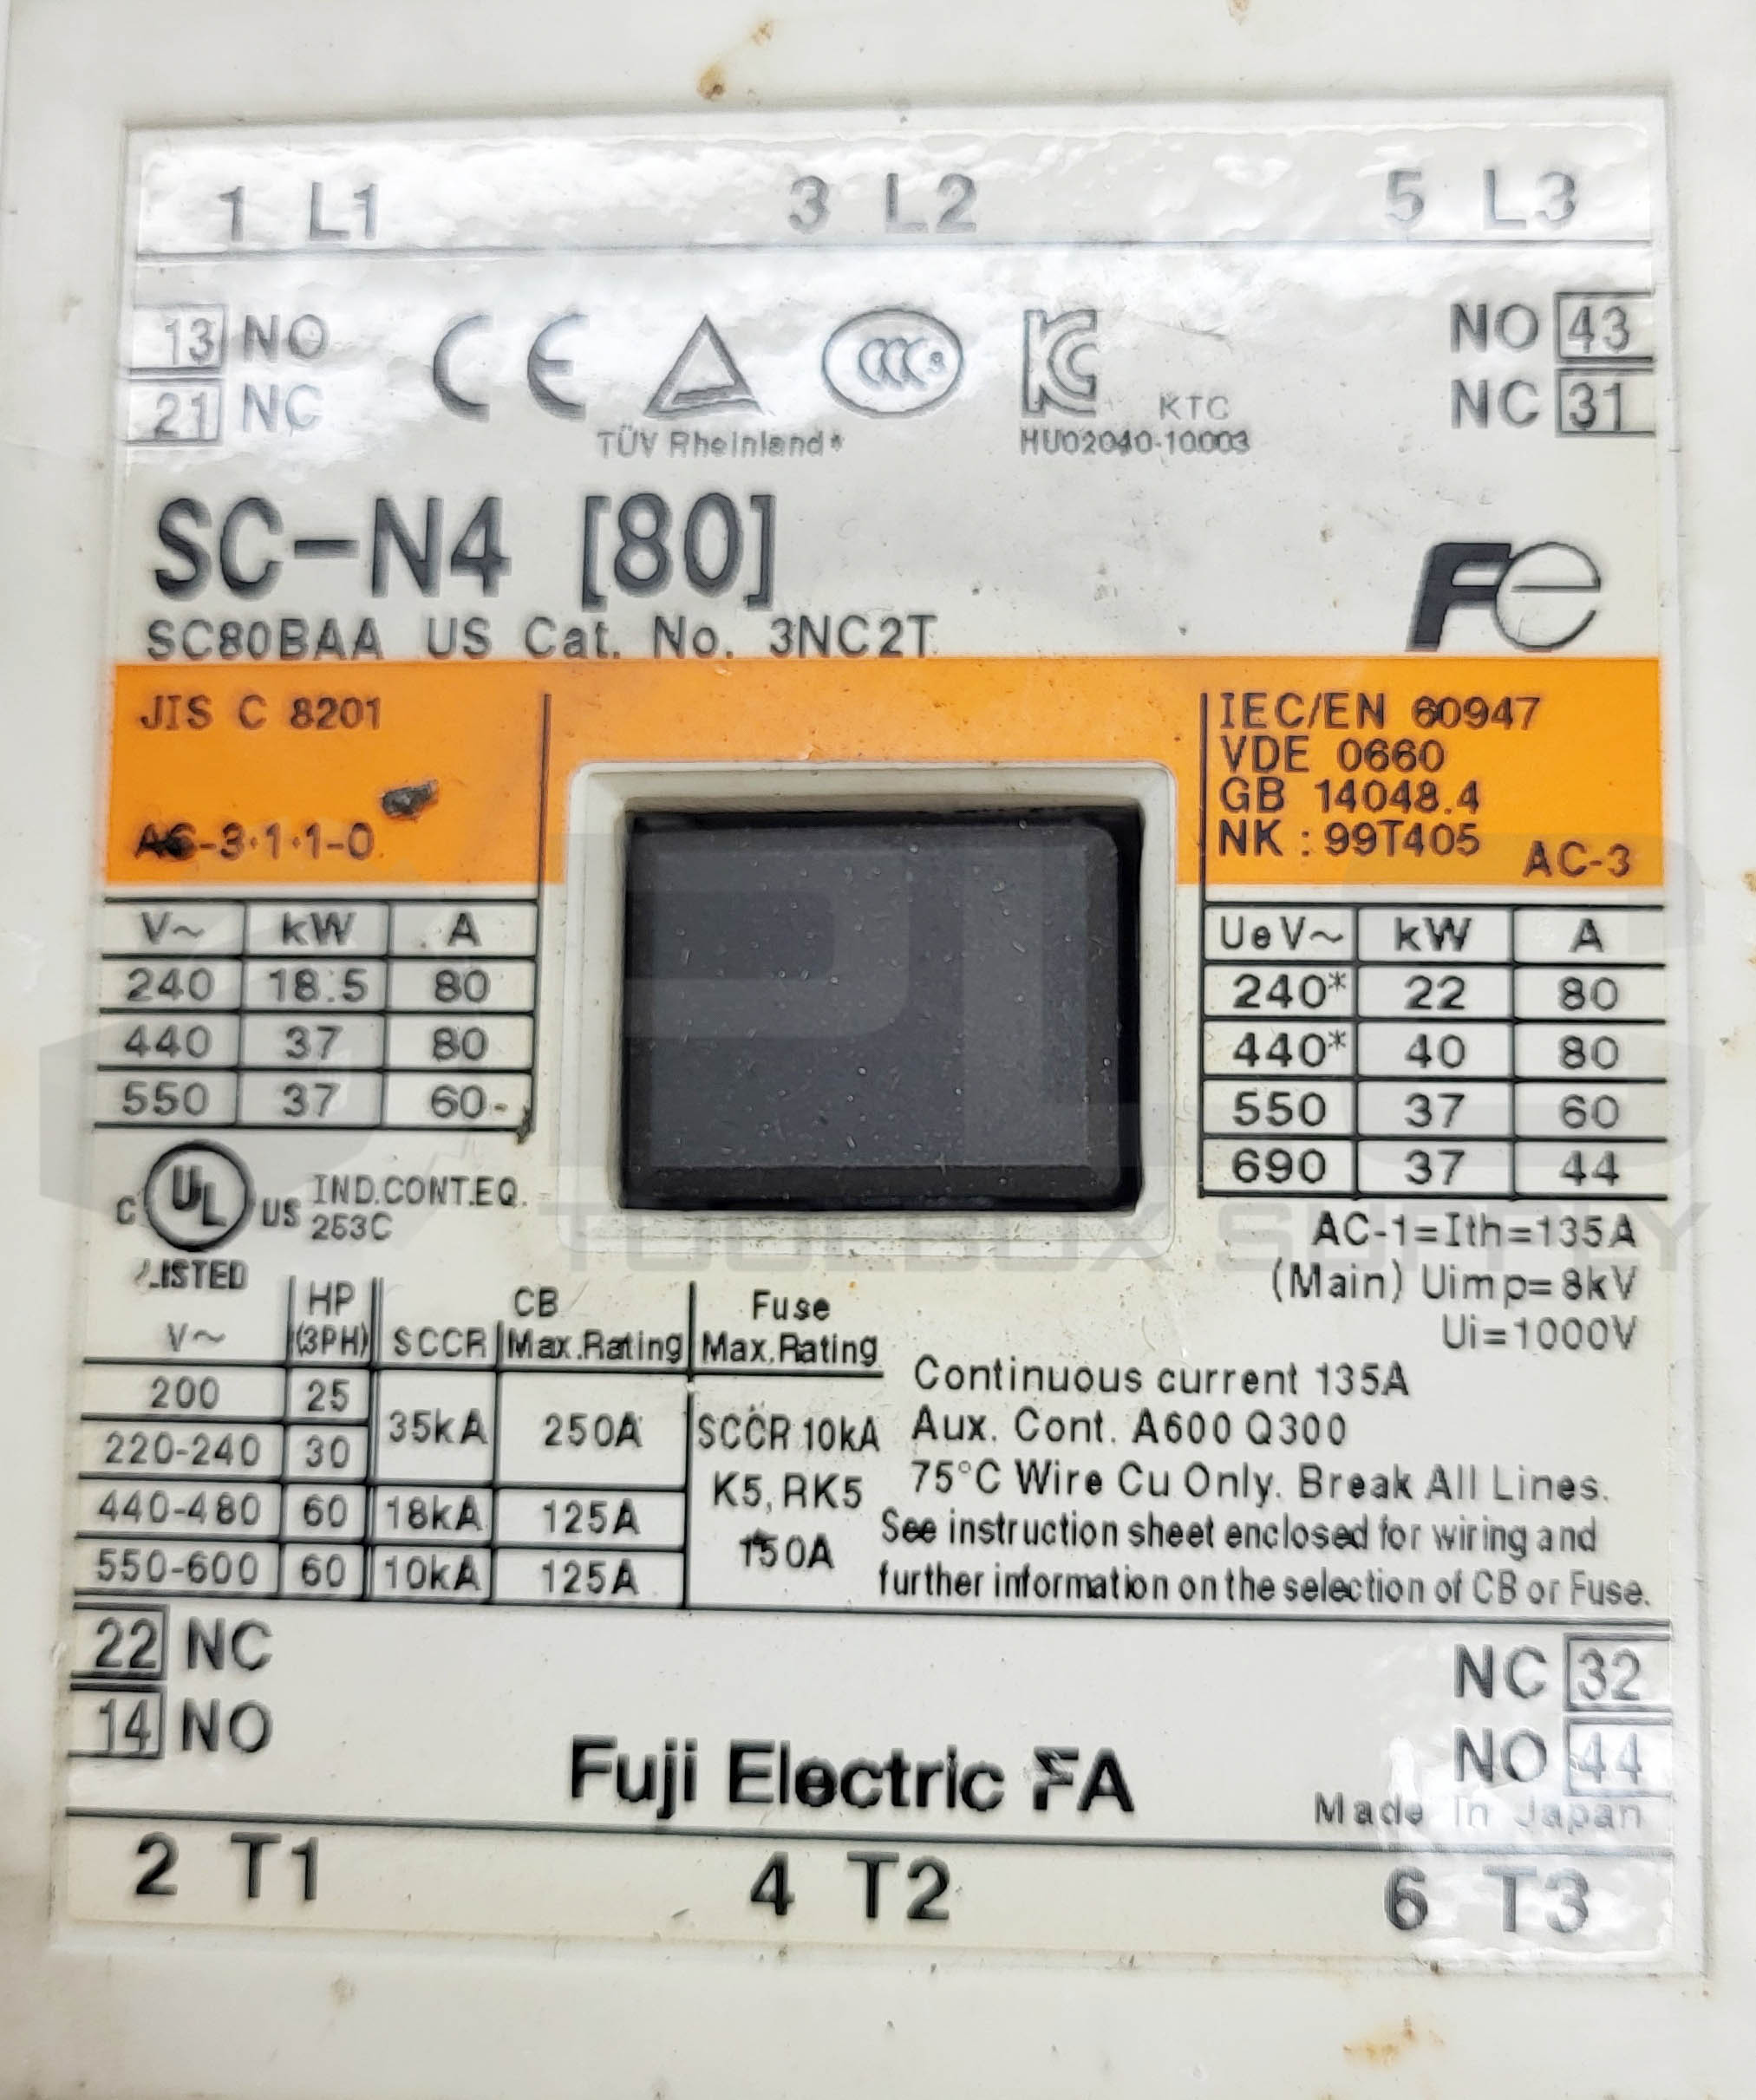 1 L1 3 L2 5 L3
13 NO NO 43
21 NC NC 31
CE
TÜV Rheinland
CCC S
KC
KTC
HU02040-10003
SC-N4 [80]
SC80BAA US Cat. No. 3NC2T
Fe
JIS C 8201
AC-3·1·1-0
IEC/EN 60947
VDE 0660
GB 14048.4
NK : 99T405 AC-3
V~ kW A
240 18.5 80
440 37 80
550 37 60
UeV~ kW A
240* 22 80
440* 40 80
550 37 60
690 37 44
C UL US IND.CONT.EQ.
253C
LISTED
AC-1=Ith=135A
(Main) Uimp=8kV
Ui=1000V
V~ HP (3PH) SCCR CB Max.Rating Fuse Max.Rating
200 25 35kA 250A
220-240 30
440-480 60 18kA 125A
550-600 60 10kA 125A
SCCR 10kA
K5, RK5
150A
Continuous current 135A
Aux. Cont. A600 Q300
75°C Wire Cu Only. Break All Lines.
See instruction sheet enclosed for wiring and
further information on the selection of CB or Fuse.
22 NC NC 32
14 NO NO 44
Fuji Electric FA
Made in Japan
2 T1 4 T2 6 T3
PLC
TOOLBOX SUPPLY